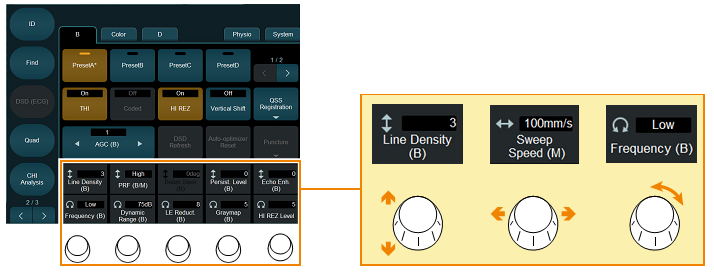 ID
Find
DSD (ECG)
Quad
CHI
Analysis
2 / 3
B
Color
D
Physio
System
PresetA*
PresetB
PresetC
PresetD
1 / 2
On
THI
Off
Coded
On
HI REZ
Off
Vertical Shift
QSS
Registration
1
AGC (B)
DSD
Refresh
Auto-optimizer
Reset
Puncture
3
Line Density
(B)
High
PRF (B/M)
0deg
Persist. Level
(B)
0
Echo Enh.
(B)
0
Low
Frequency (B)
75dB
Dynamic
Range (B)
8
LE Reduct.
(B)
5
Graymap
(B)
5
HI REZ Level
3
Line Density
(B)
100mm/s
Sweep
Speed (M)
Low
Frequency (B)